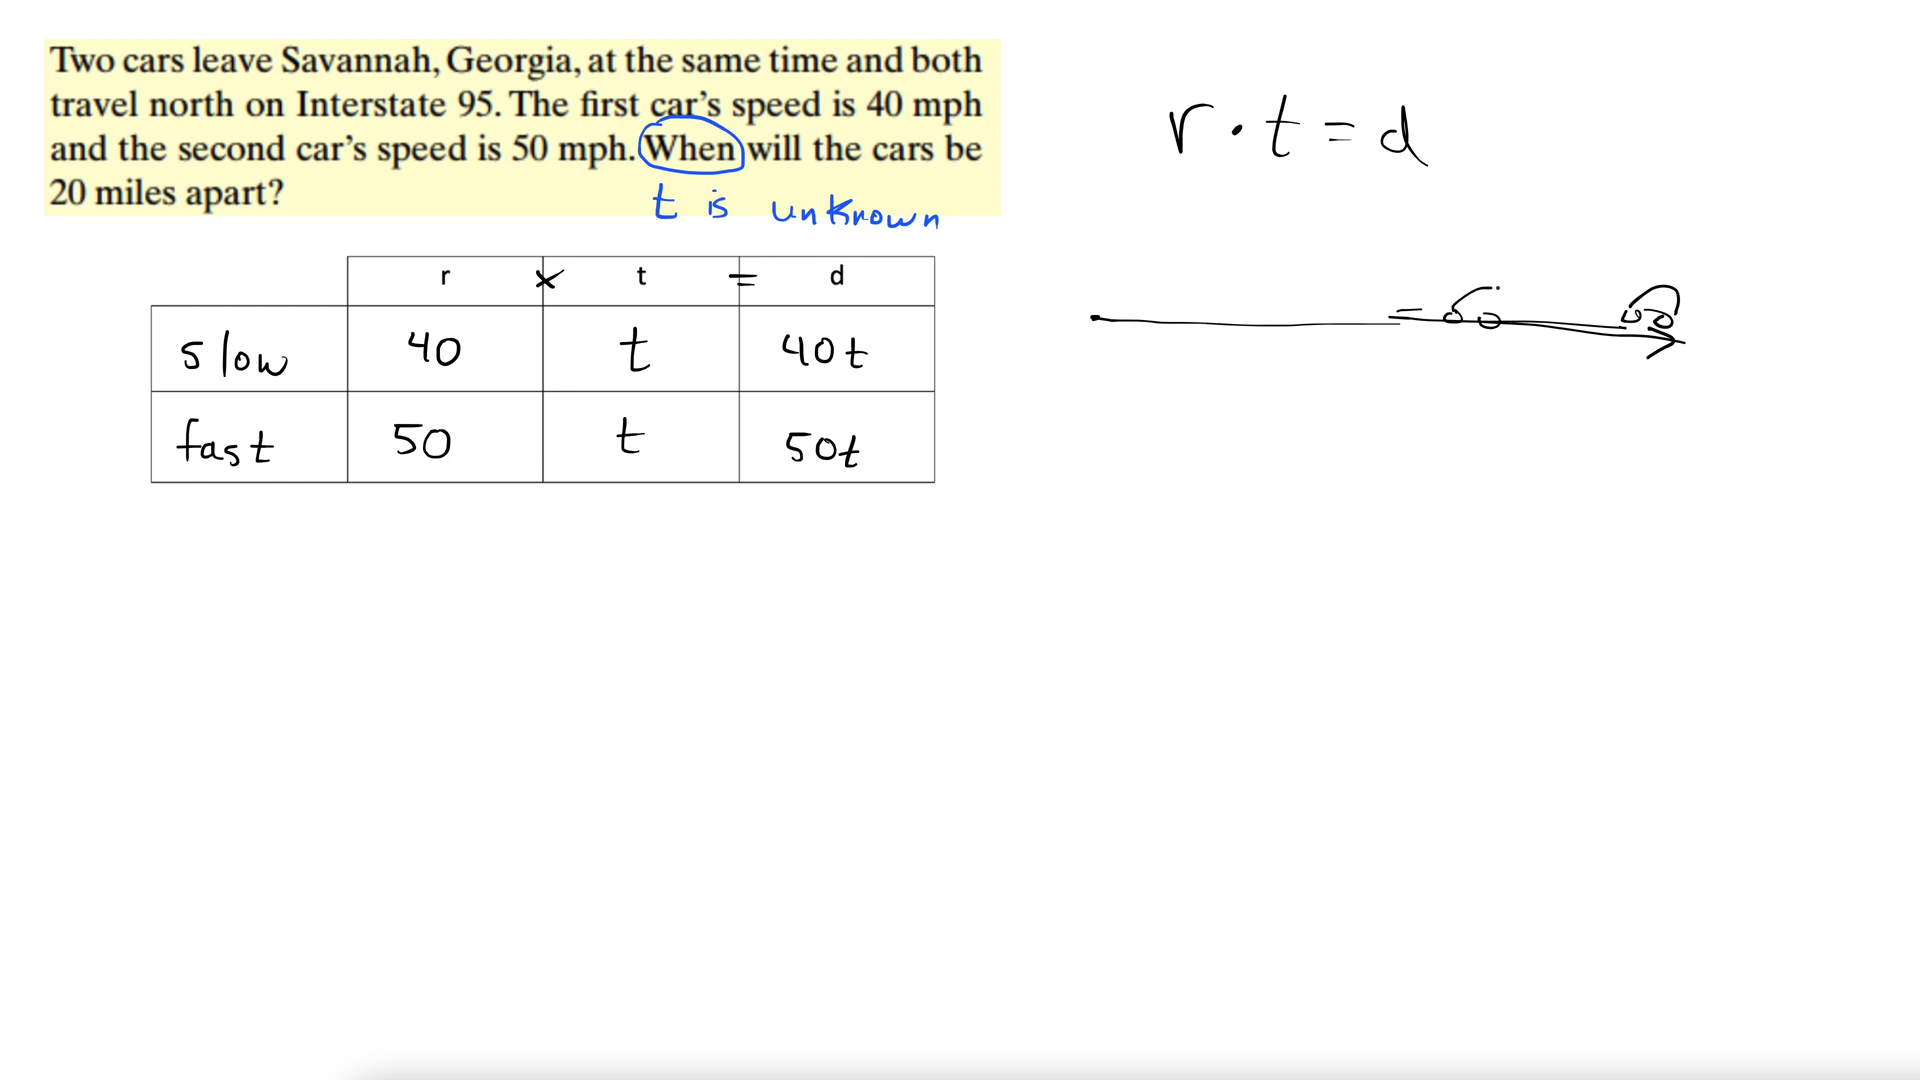 Two cars leave Savannah, Georgia, at the same time and both
travel north on Interstate 95. The first car's speed is 40 mph
and the second car's speed is 50 mph. When will the cars be
20 miles apart?
t is unknown
r · t = d
r × t = d
slow 40 t 40t
fast 50 t 50t